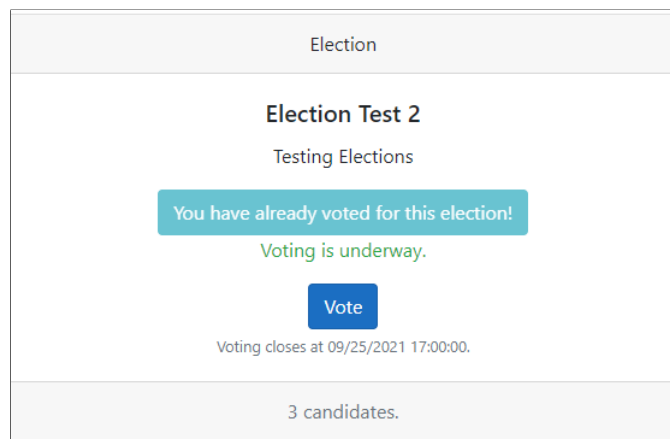 Election
Election Test 2
Testing Elections
You have already voted for this election!
Voting is underway.
Vote
Voting closes at 09/25/2021 17:00:00.
3 candidates.